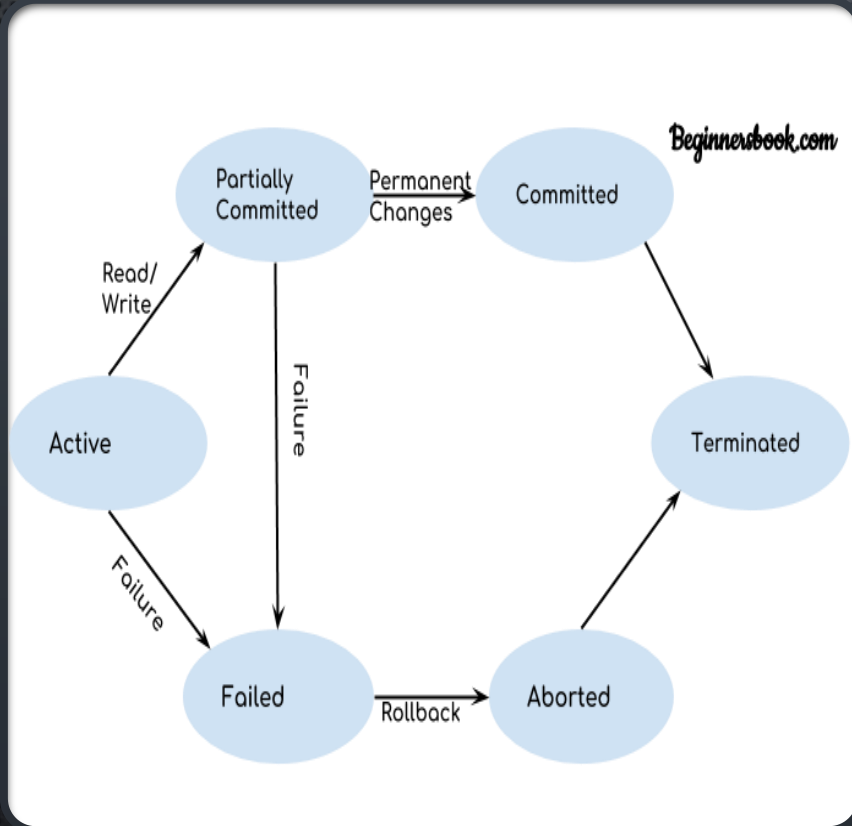 Beginnersbook.com
Partially
Committed
Permanent
Changes
Committed
Read/
Write
Failure
Active
Terminated
Failure
Failed
Rollback
Aborted